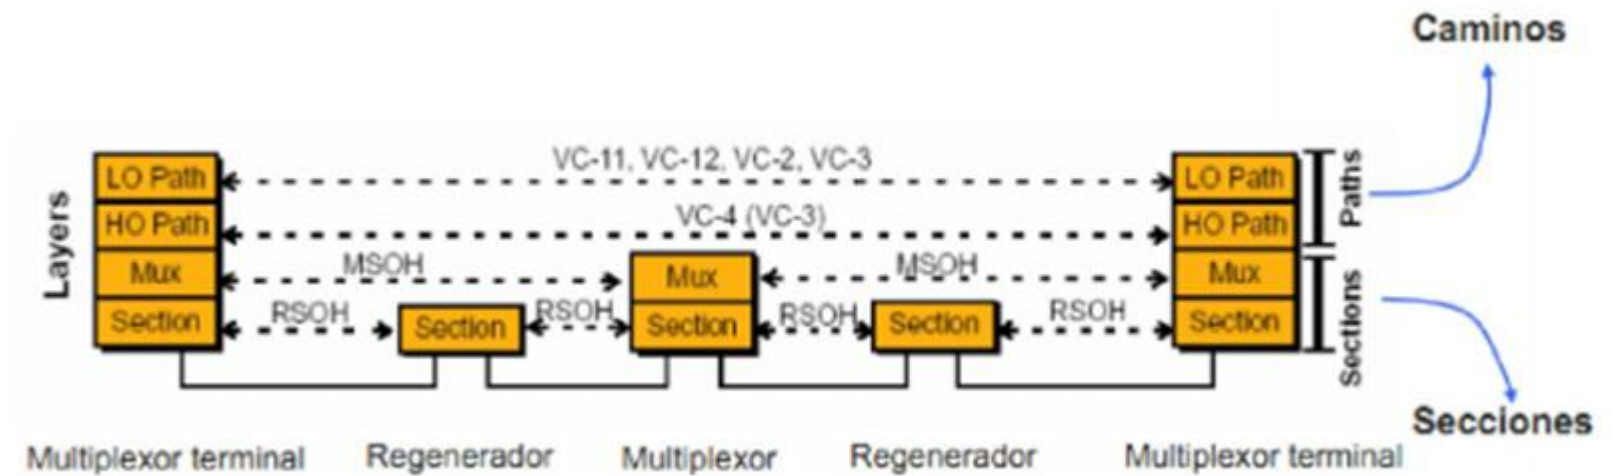 Caminos
VC-11, VC-12, VC-2, VC-3
LO Path
LO Path
VC-4 (VC-3)
HO Path
HO Path
Paths
Layers
MSOH
MSOH
Mux
Mux
Mux
RSOH
RSOH
RSOH
RSOH
Section
Section
Section
Section
Section
Sections
Secciones
Multiplexor terminal
Regenerador
Multiplexor
Regenerador
Multiplexor terminal